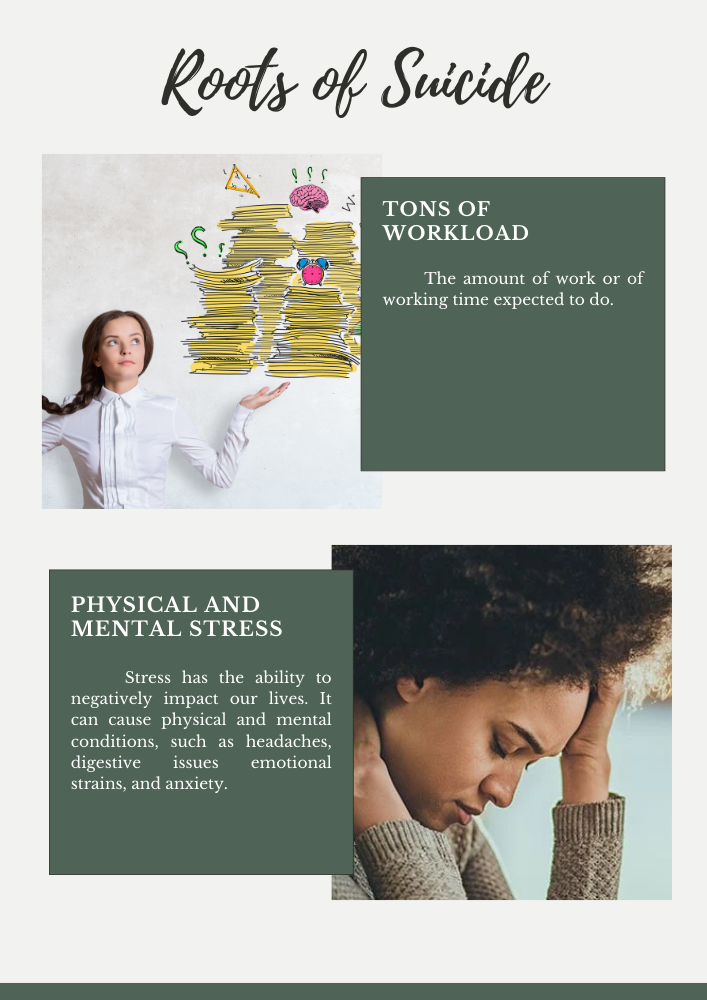 Roots of Suicide
TONS OF
WORKLOAD
The amount of work or of
working time expected to do.
PHYSICAL AND
MENTAL STRESS
Stress has the ability to
negatively impact our lives. It
can cause physical and mental
conditions, such as headaches,
digestive issues emotional
strains, and anxiety.